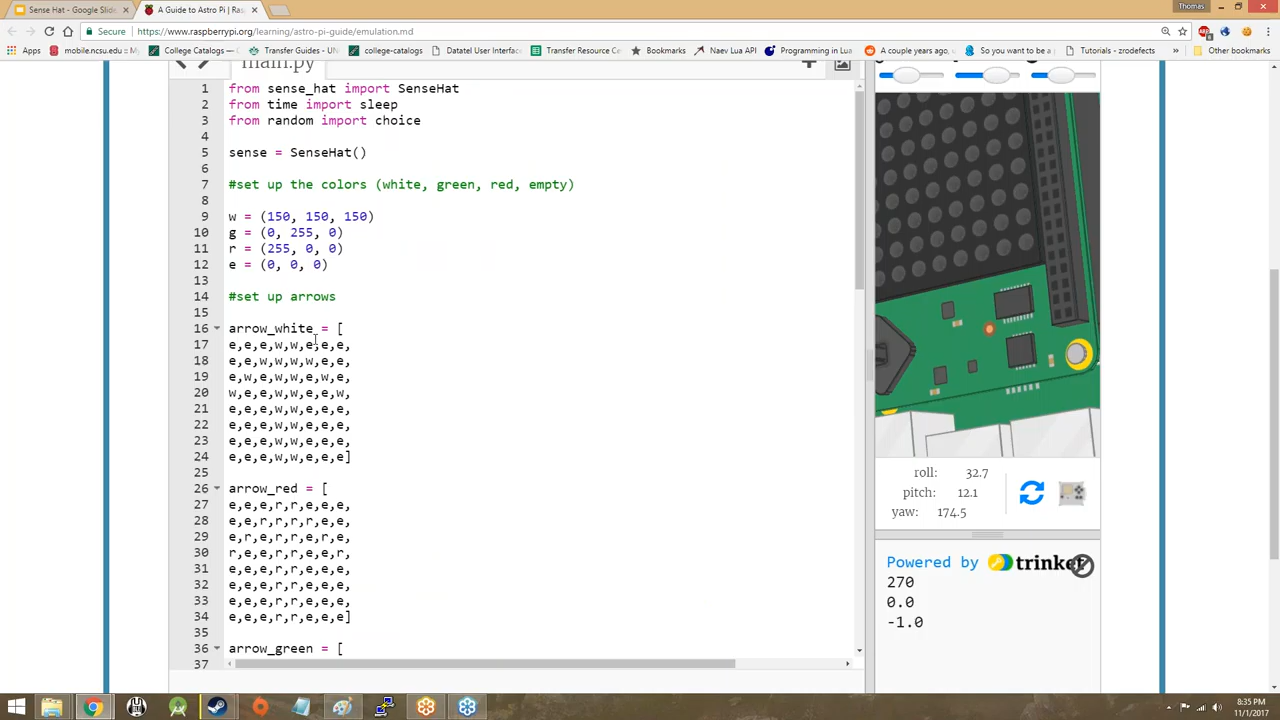 Thomas
Sense Hat - Google Slide
A Guide to Astro Pi | Ras
Secure
https://www.raspberrypi.org/learning/astro-pi-guide/emulation.md
Apps
mobile.ncsu.edu
College Catalogs
Transfer Guides - UN
college-catalogs
Datatel User Interface
Transfer Resource Ce
Bookmarks
Naev Lua API
Programming in Lua
A couple years ago, u
So you want to be a
Tutorials - zrodefects
»
Other bookmarks
main.py
1 from sense_hat import SenseHat
2 from time import sleep
3 from random import choice
4
5 sense = SenseHat()
6
7 #set up the colors (white, green, red, empty)
8
9 w = (150, 150, 150)
10 g = (0, 255, 0)
11 r = (255, 0, 0)
12 e = (0, 0, 0)
13
14 #set up arrows
15
16 arrow_white = [
17 e,e,e,w,w,e,e,e,
18 e,e,w,w,w,w,e,e,
19 e,w,e,w,w,e,w,e,
20 w,e,e,w,w,e,e,w,
21 e,e,e,w,w,e,e,e,
22 e,e,e,w,w,e,e,e,
23 e,e,e,w,w,e,e,e,
24 e,e,e,w,w,e,e,e]
25
26 arrow_red = [
27 e,e,e,r,r,e,e,e,
28 e,e,r,r,r,r,e,e,
29 e,r,e,r,r,e,r,e,
30 r,e,e,r,r,e,e,r,
31 e,e,e,r,r,e,e,e,
32 e,e,e,r,r,e,e,e,
33 e,e,e,r,r,e,e,e,
34 e,e,e,r,r,e,e,e]
35
36 arrow_green = [
37
roll: 32.7
pitch: 12.1
yaw: 174.5
Powered by trinket
270
0.0
-1.0
8:35 PM
11/1/2017